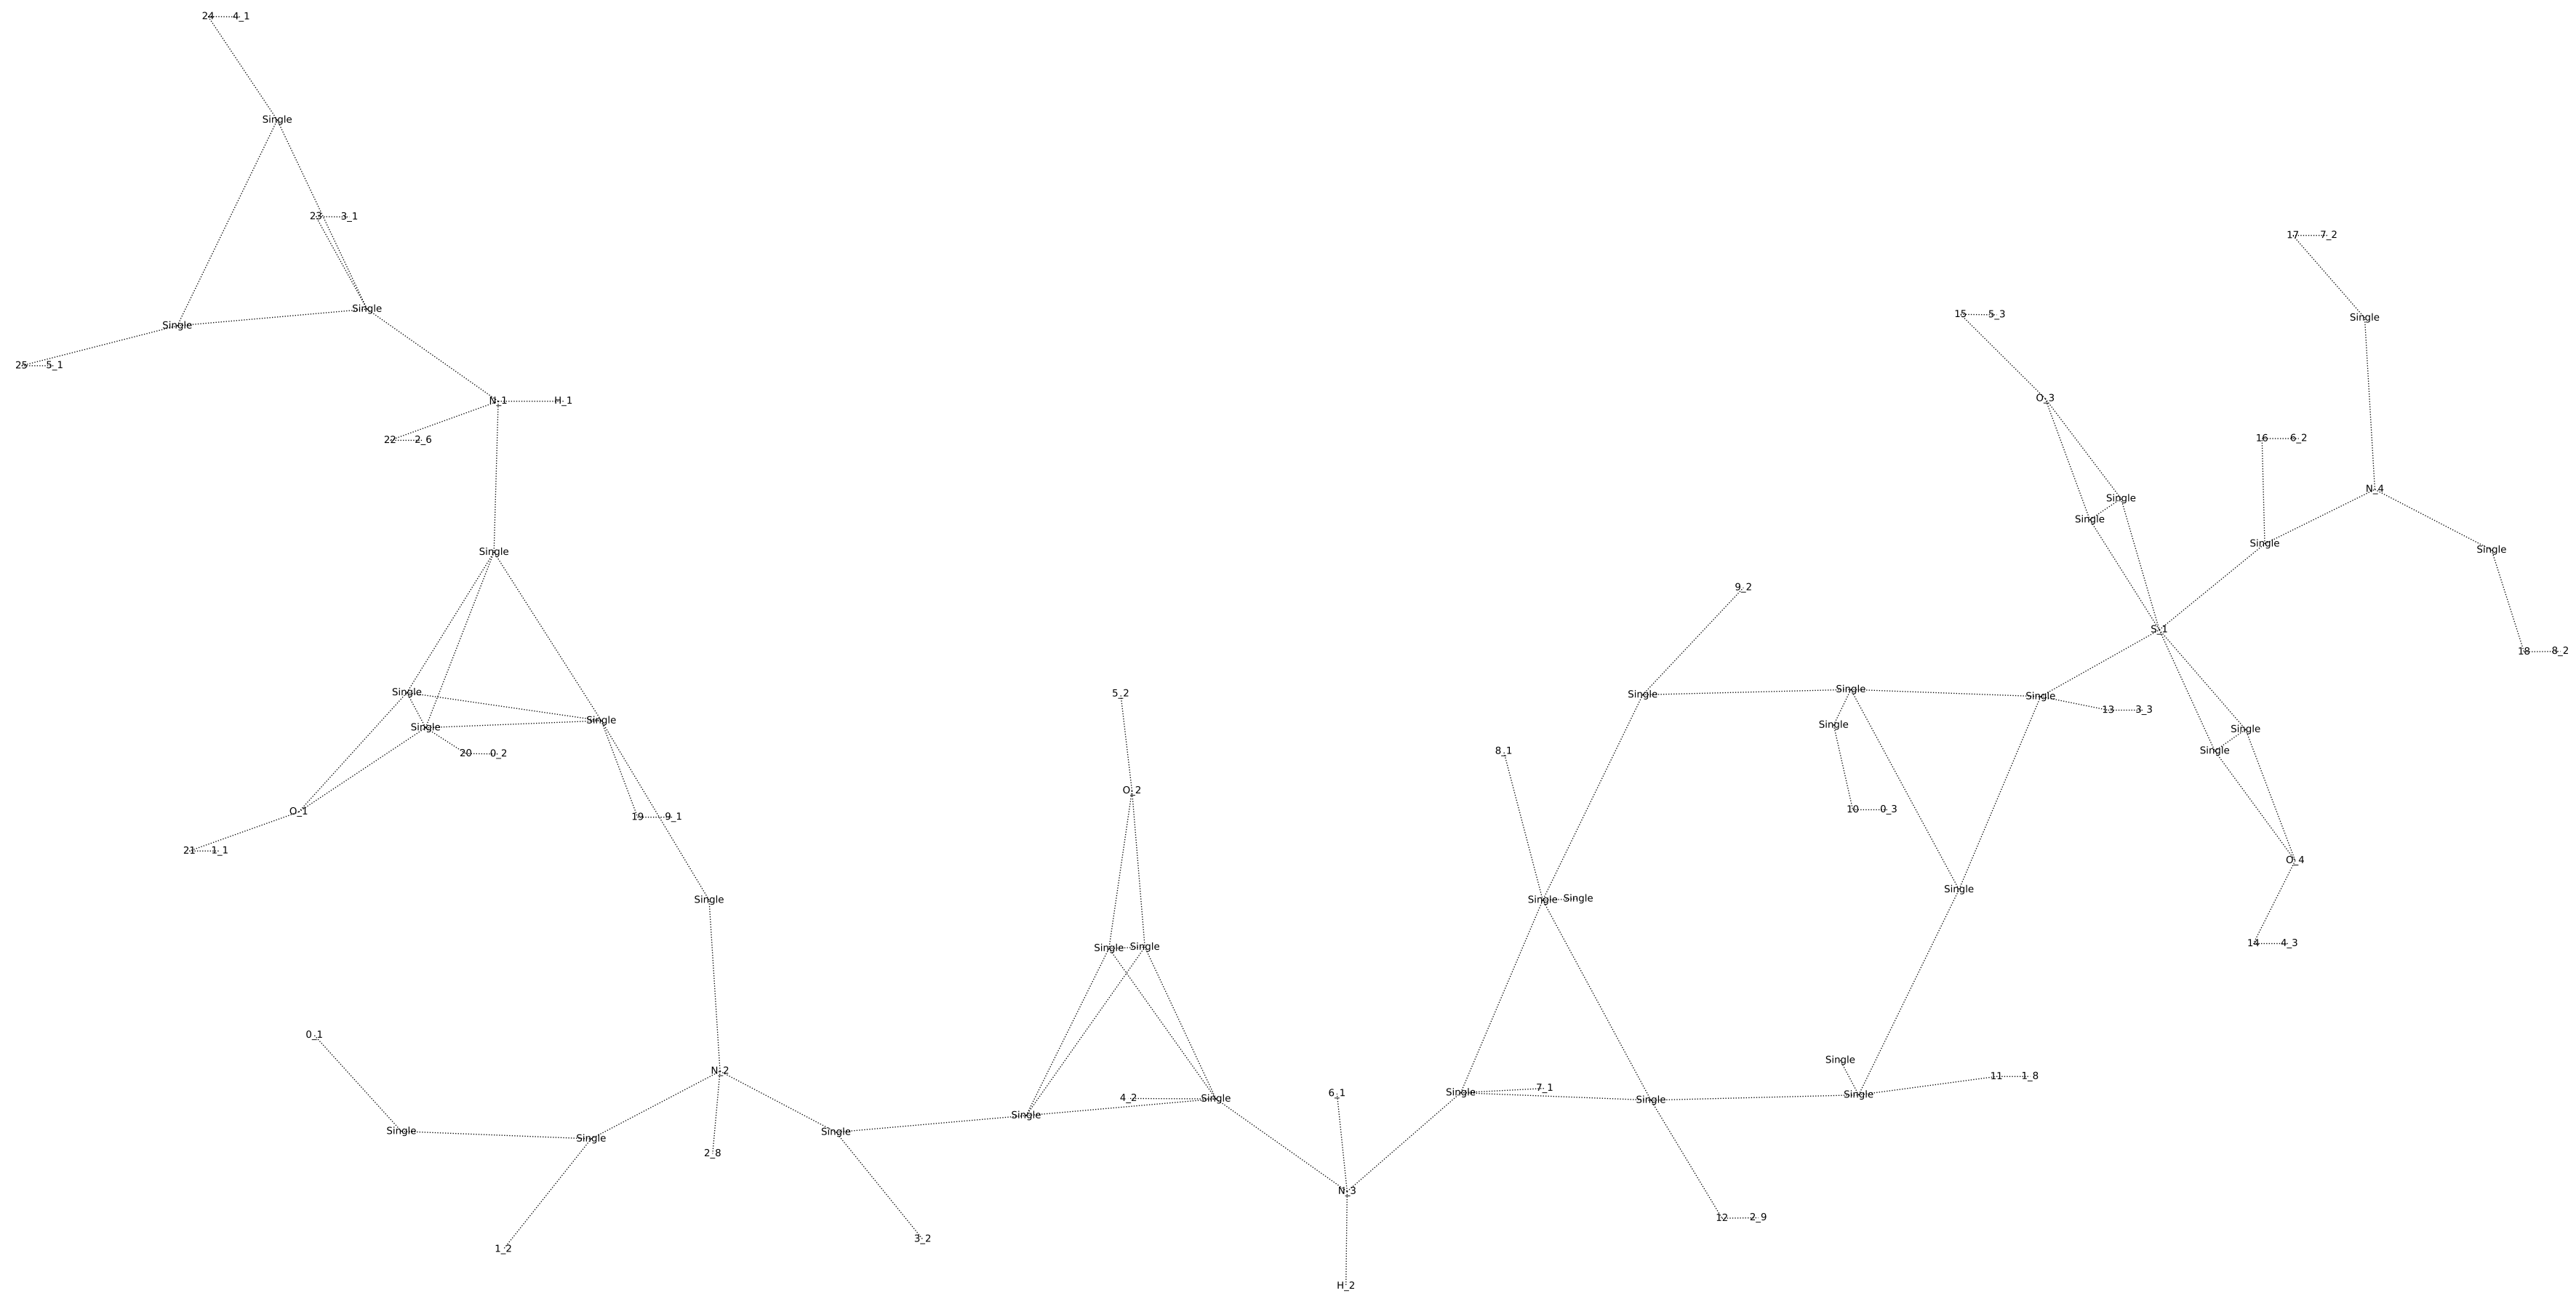 24 4_1
Single
23 3_1
17 7_2
Single
15 5_3
Single
Single
25 5_1
O_3
N_1 H_1
22 2_6
16 6_2
N_4
Single
Single
Single
Single
Single
9_2
S_1
18 8_2
Single
5_2
Single
Single
Single
13 3_3
Single
Single
Single
Single
8_1
Single
20 0_2
O_2
10 0_3
O_1
19 9_1
21 1_1
O_4
Single
Single
Single
Single
14 4_3
Single
Single
0_1
Single
N_2
11 1_8
7_1
6_1
Single
Single
4_2
Single
Single
Single
Single
Single
Single
2_8
N_3
12 2_9
3_2
1_2
H_2